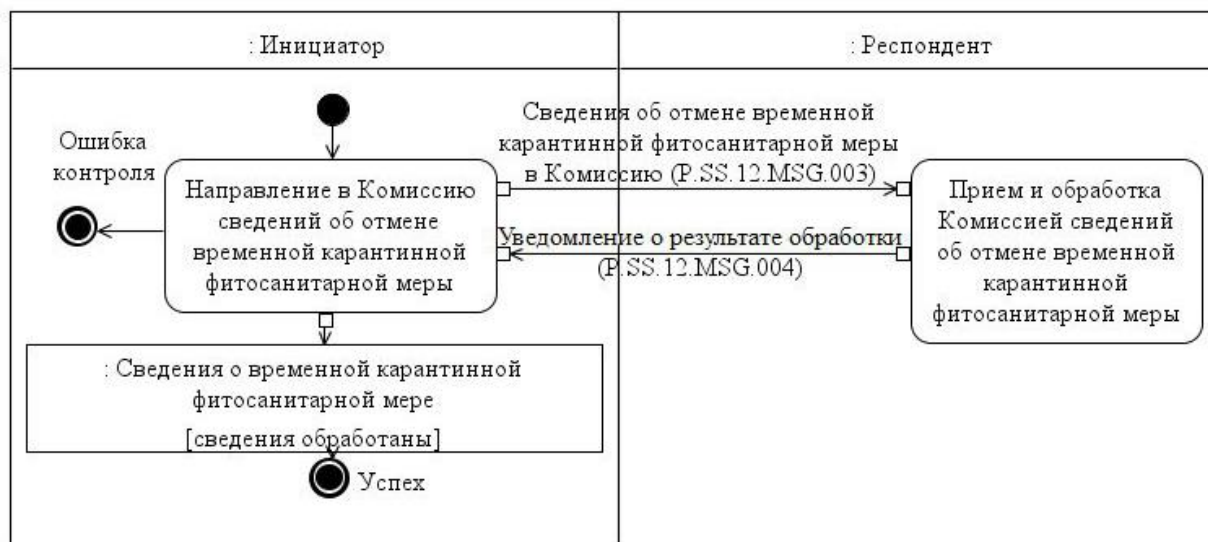 : Инициатор
: Респондент
Ошибка
контроля
Направление в Комиссию
сведений об отмене
временной карантинной
фитосанитарной меры
Сведения об отмене временной
карантинной фитосанитарной меры
в Комиссию (P.SS.12.MSG.003)
Уведомление о результате обработки
(P.SS.12.MSG.004)
Прием и обработка
Комиссией сведений
об отмене временной
карантинной
фитосанитарной меры
: Сведения о временной карантинной
фитосанитарной мере
[сведения обработаны]
Успех